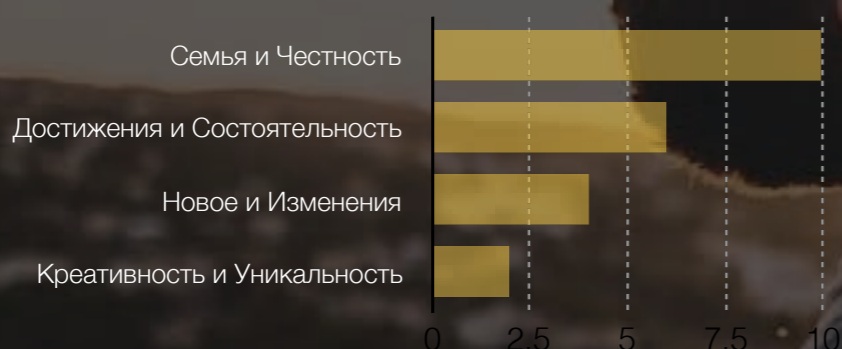 Семья и Честность
Достижения и Состоятельность
Новое и Изменения
Креативность и Уникальность
0 2.5 5 7.5 10